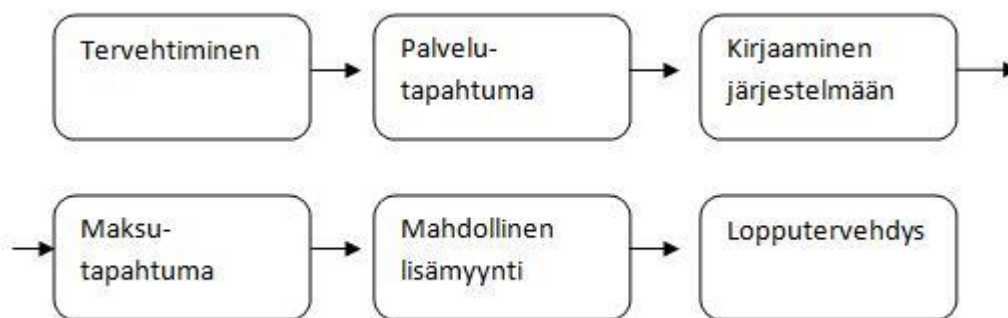 Tervehtiminen
Palvelu-
tapahtuma
Kirjaaminen
järjestelmään
Maksu-
tapahtuma
Mahdollinen
lisämyynti
Lopputervehdys